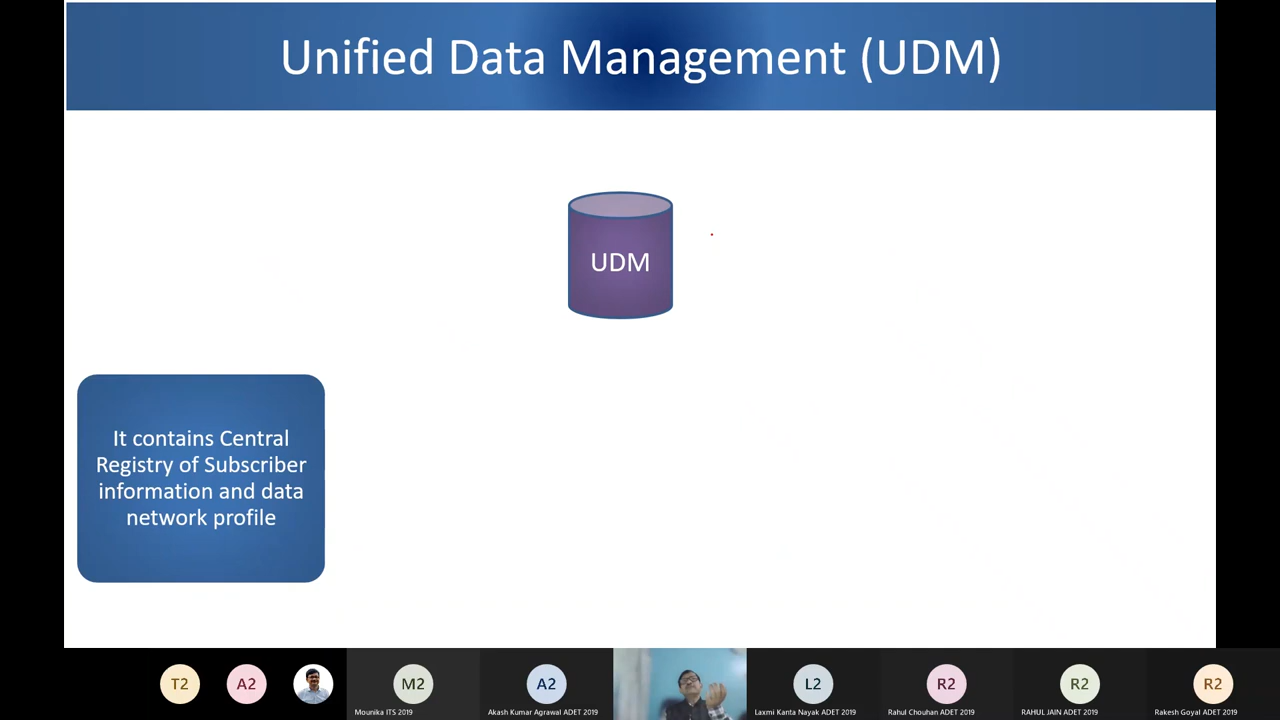 Unified Data Management (UDM)
UDM
It contains Central
Registry of Subscriber
information and data
network profile
T2
A2
M2
A2
L2
R2
R2
R2
Mounika ITS 2019
Akash Kumar Agrawal ADET 2019
Laxmi Kanta Nayak ADET 2019
Rahul Chouhan ADET 2019
RAHUL JAIN ADET 2019
Rakesh Goyal ADET 2019